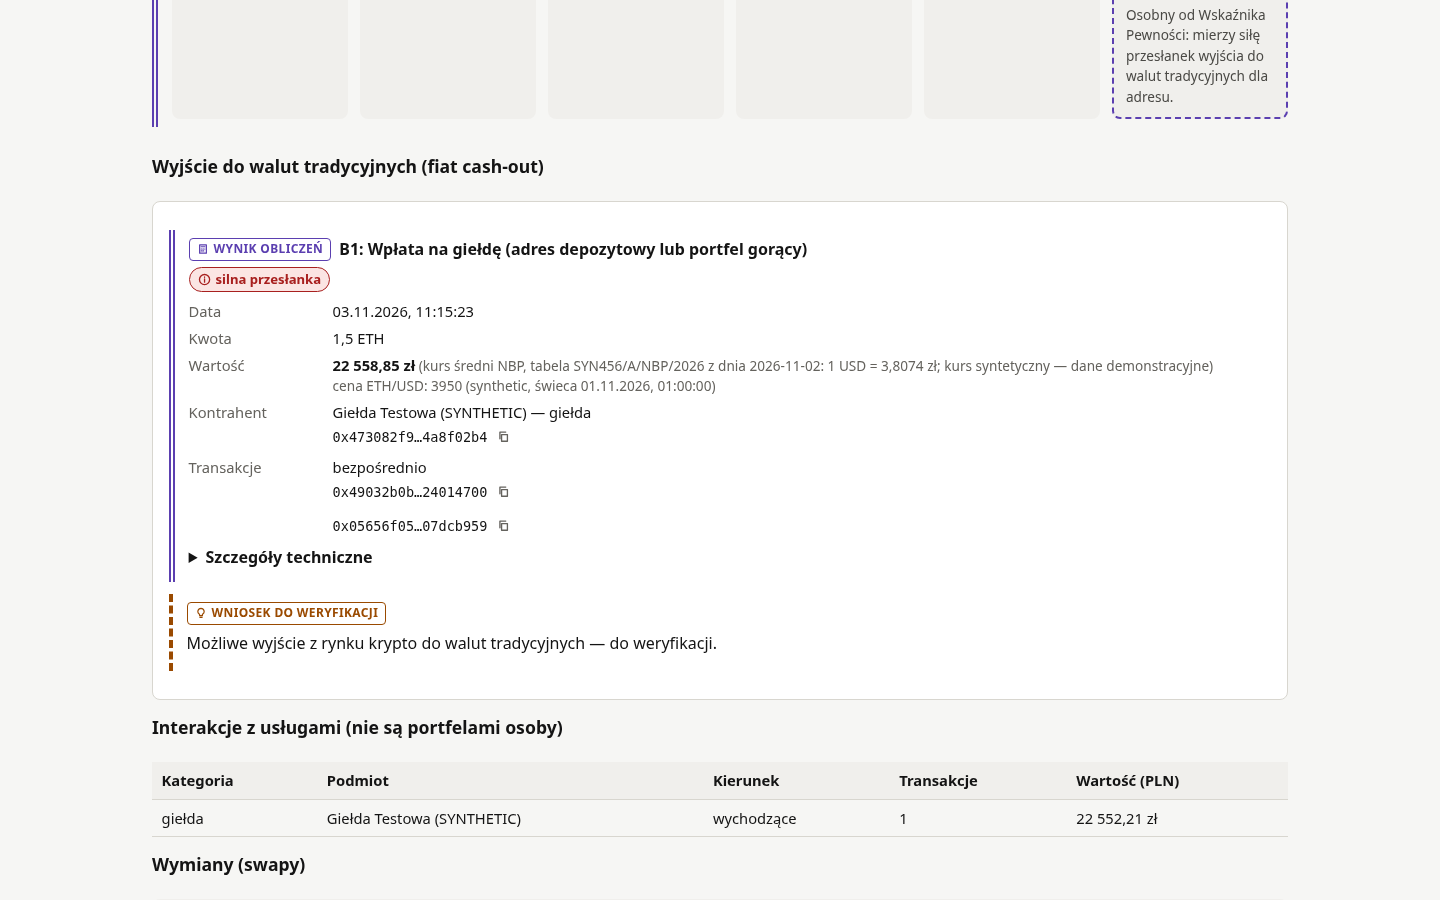 Osobny od Wskaźnika
Pewności: mierzy siłę
przesłanek wyjścia do
walut tradycyjnych dla
adresu.
Wyjście do walut tradycyjnych (fiat cash-out)
WYNIK OBLICZEŃ B1: Wpłata na giełdę (adres depozytowy lub portfel gorący)
silna przesłanka
Data 03.11.2026, 11:15:23
Kwota 1,5 ETH
Wartość 22 558,85 zł (kurs średni NBP, tabela SYN456/A/NBP/2026 z dnia 2026-11-02: 1 USD = 3,8074 zł; kurs syntetyczny — dane demonstracyjne)
cena ETH/USD: 3950 (synthetic, świeca 01.11.2026, 01:00:00)
Kontrahent Giełda Testowa (SYNTHETIC) — giełda
0x473082f9…4a8f02b4
Transakcje bezpośrednio
0x49032b0b…24014700
0x05656f05…07dcb959
Szczegóły techniczne
WNIOSEK DO WERYFIKACJI
Możliwe wyjście z rynku krypto do walut tradycyjnych — do weryfikacji.
Interakcje z usługami (nie są portfelami osoby)
Kategoria Podmiot Kierunek Transakcje Wartość (PLN)
giełda Giełda Testowa (SYNTHETIC) wychodzące 1 22 552,21 zł
Wymiany (swapy)